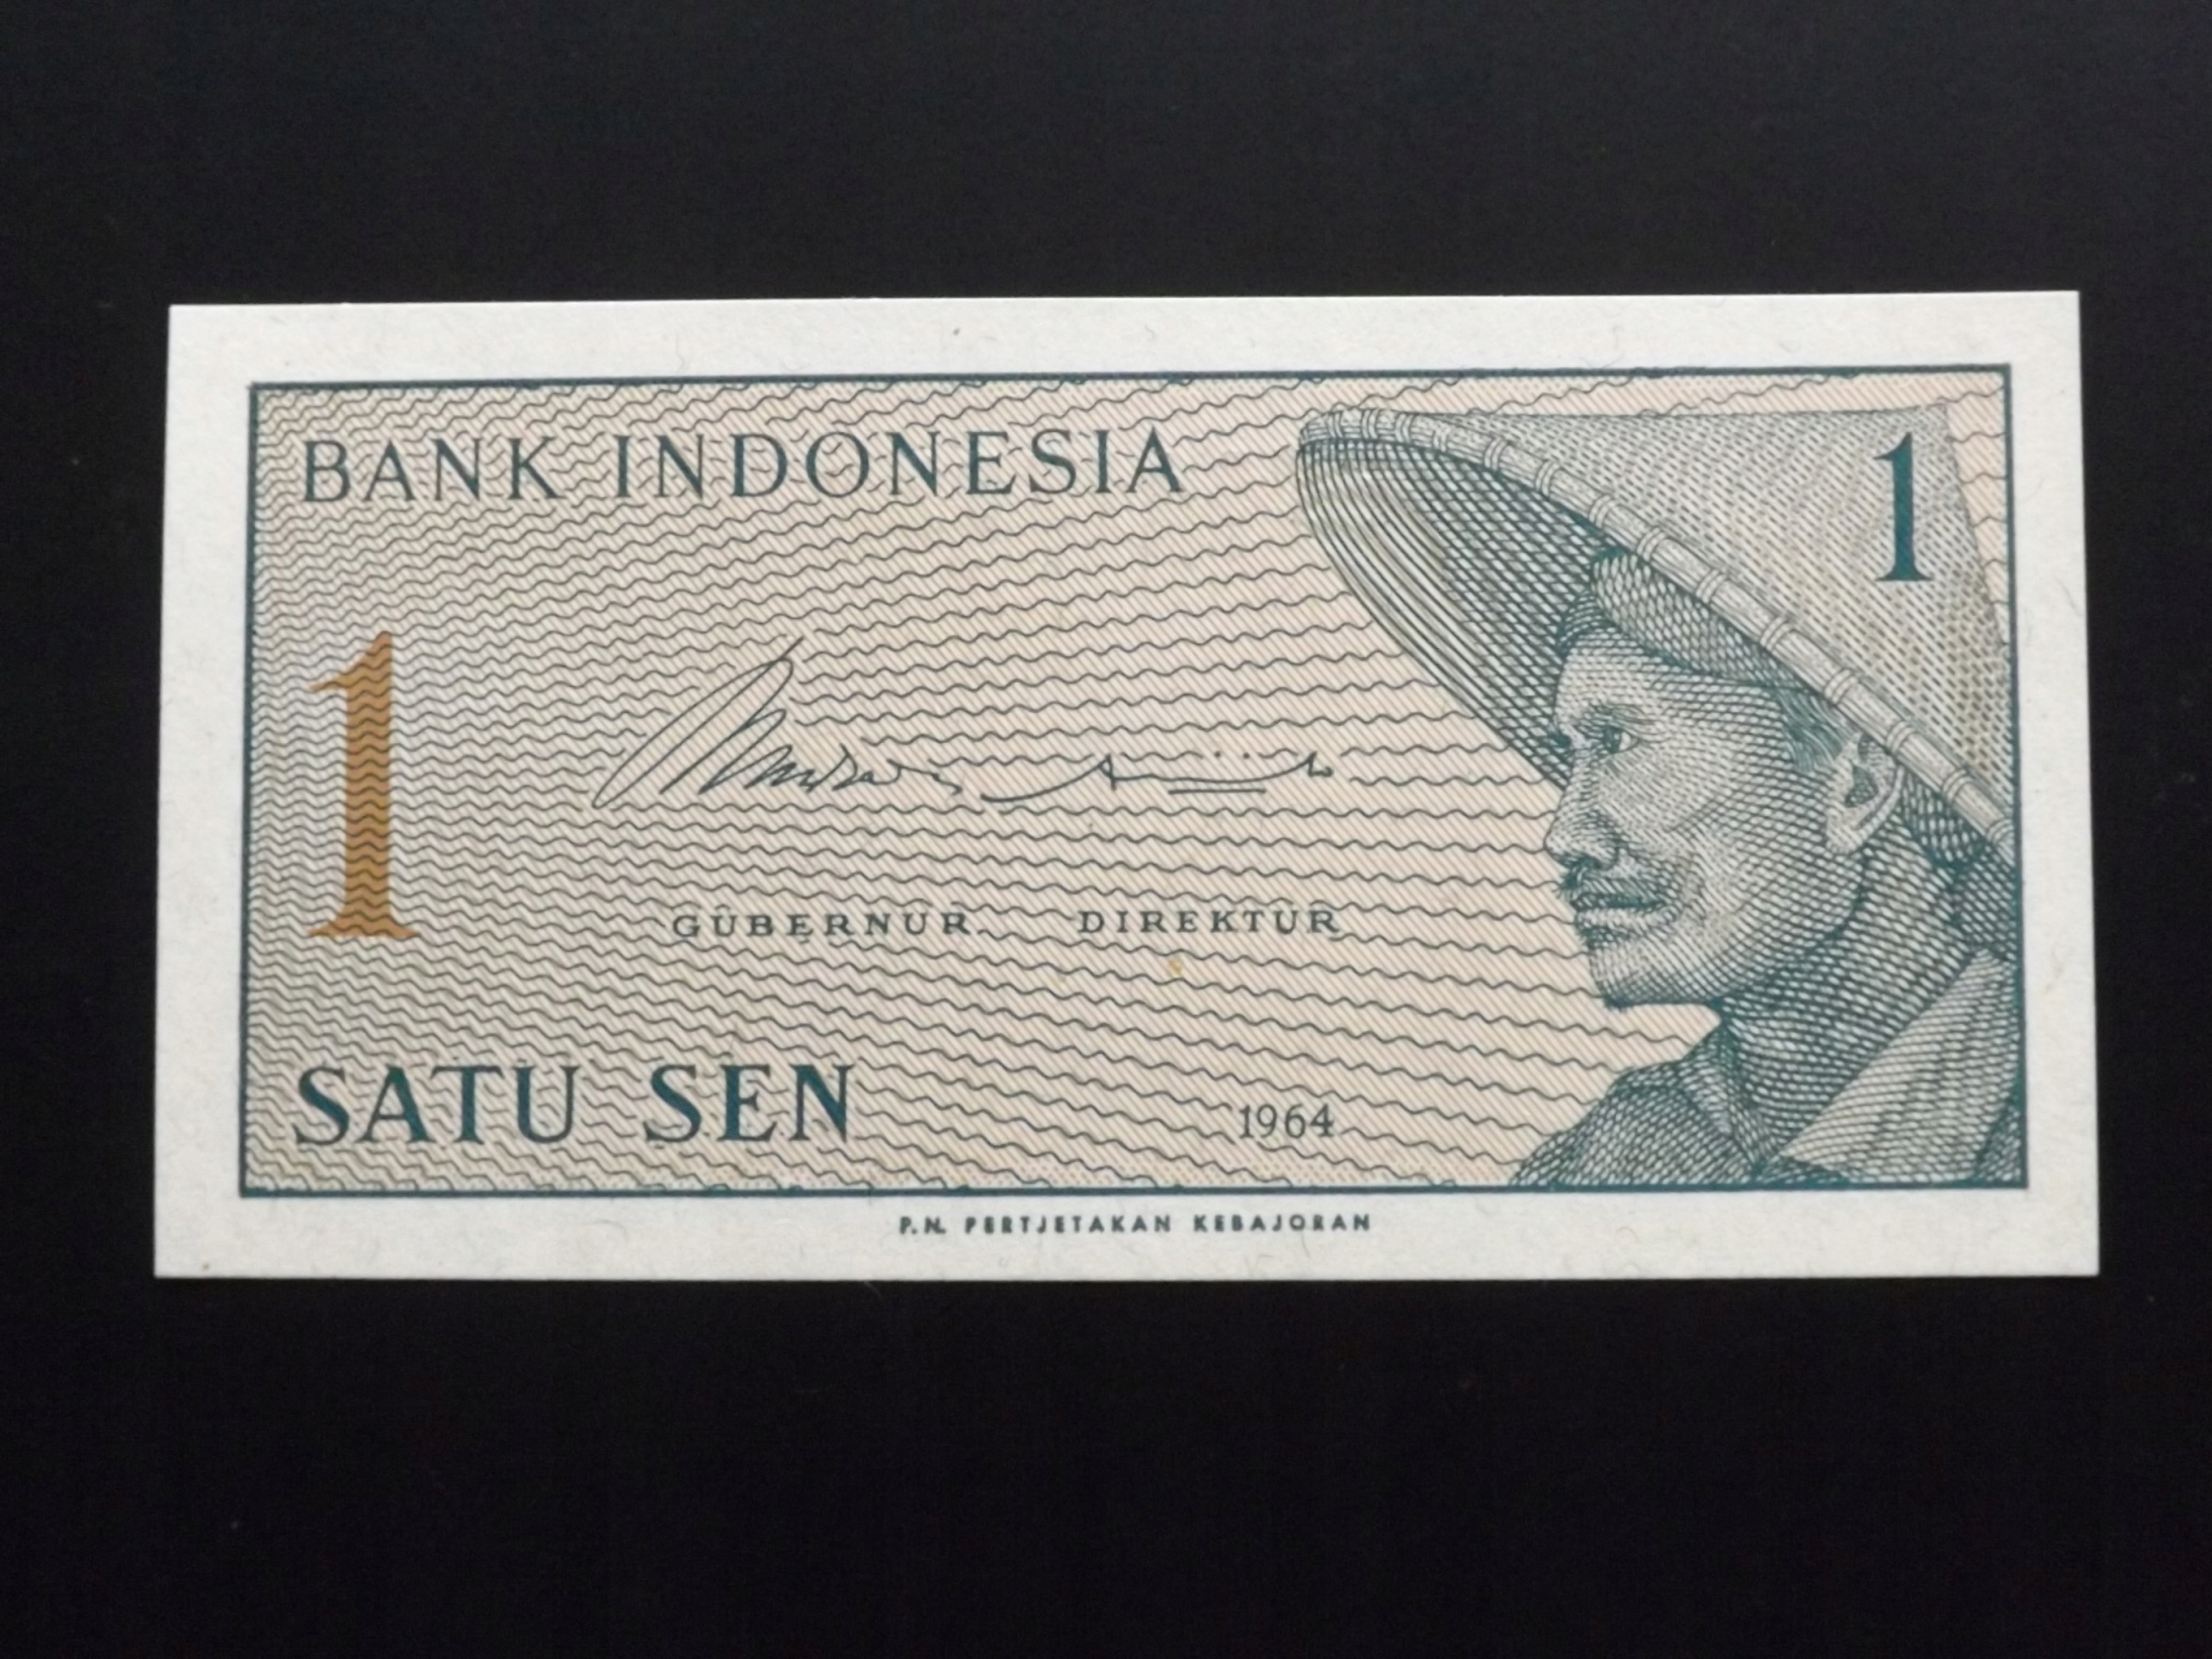 BANK INDONESIA
1
1
GUBERNUR DIREKTUR
SATU SEN
1964
P.N. PERTJETAKAN KEBAJORAN